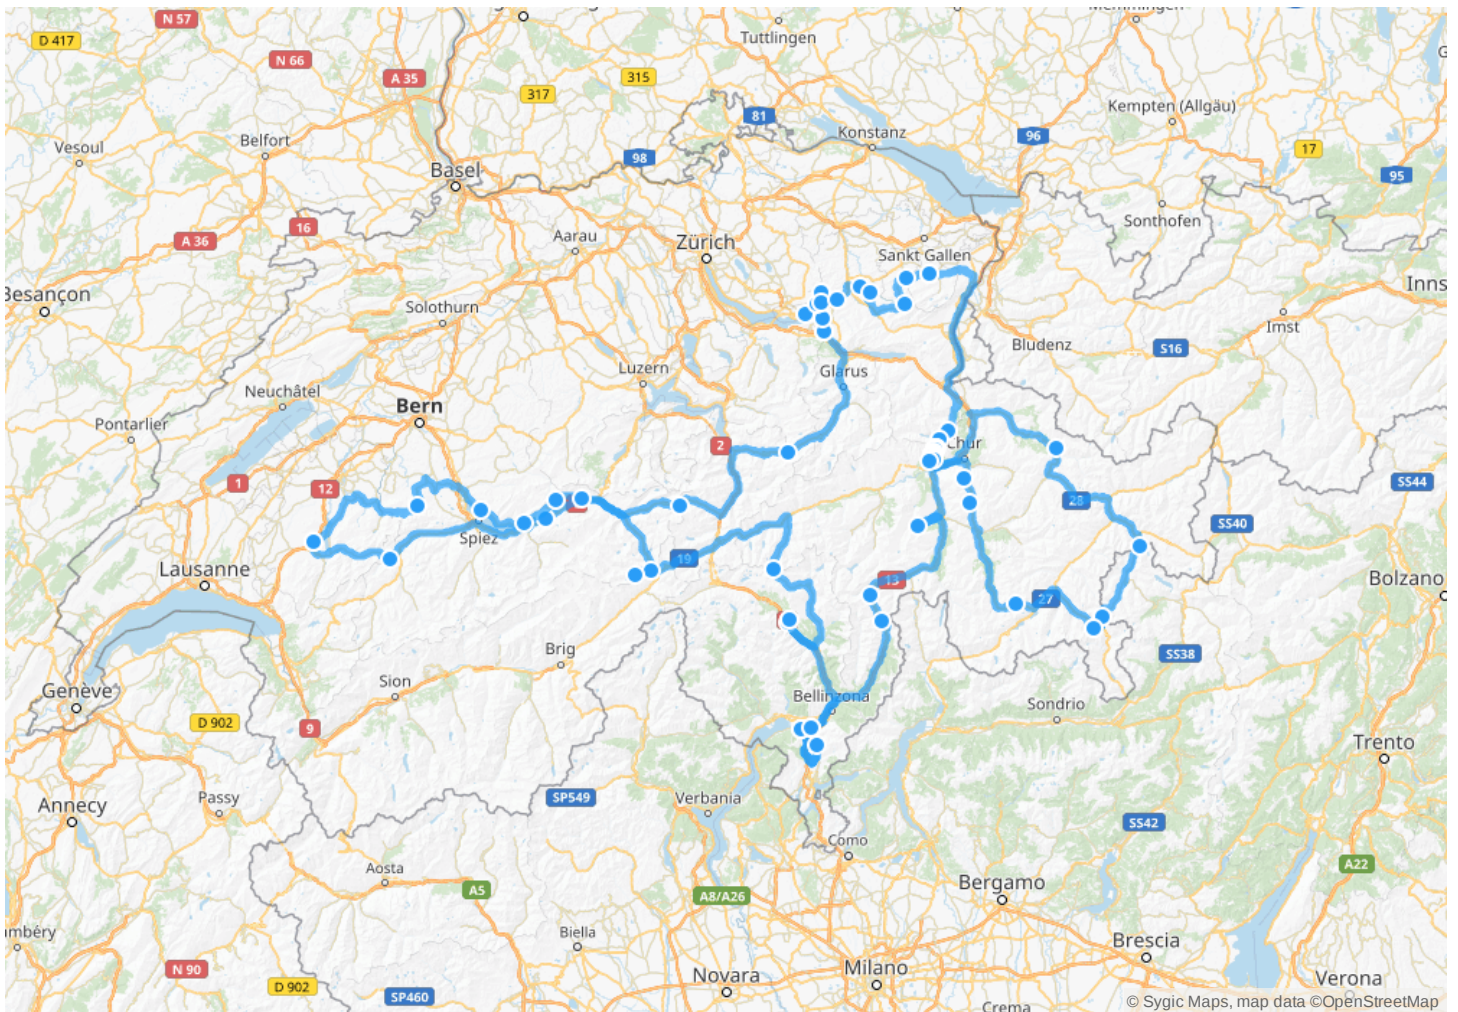 N 57
Memmingen
D 417
Tuttlingen
N 66
A 35
315
317
Kempten (Allgäu)
81
Konstanz
96
Belfort
Vesoul
98
17
Basel
95
Sonthofen
16
A 36
Aarau
Zürich
Sankt Gallen
Besançon
Inns
Solothurn
Imst
Bludenz
S16
Luzern
Glarus
Neuchâtel
Bern
Pontarlier
2
Chur
1
12
SS44
28
SS40
Spiez
19
Lausanne
13
Bolzano
27
Brig
SS38
Sion
Genève
Bellinzona
Sondrio
D 902
9
Trento
SP549
Verbania
Passy
Annecy
SS42
Como
A22
Aosta
A5
Bergamo
A8/A26
Biella
mbéry
Brescia
N 90
Milano
Novara
Verona
D 902
SP460
Crema
© Sygic Maps, map data ©OpenStreetMap